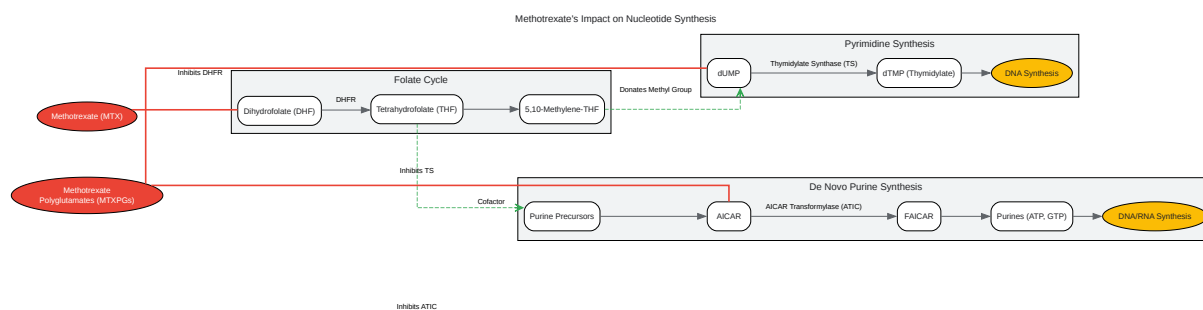 Methotrexate's Impact on Nucleotide Synthesis
Pyrimidine Synthesis
dUMP
Thymidylate Synthase (TS)
dTMP (Thymidylate)
DNA Synthesis
Inhibits DHFR
Folate Cycle
Donates Methyl Group
Methotrexate (MTX)
Dihydrofolate (DHF)
DHFR
Tetrahydrofolate (THF)
5,10-Methylene-THF
Inhibits TS
Methotrexate
Polyglutamates (MTXPGs)
Cofactor
De Novo Purine Synthesis
Purine Precursors
AICAR
AICAR Transformylase (ATIC)
FAICAR
Purines (ATP, GTP)
DNA/RNA Synthesis
Inhibits ATIC